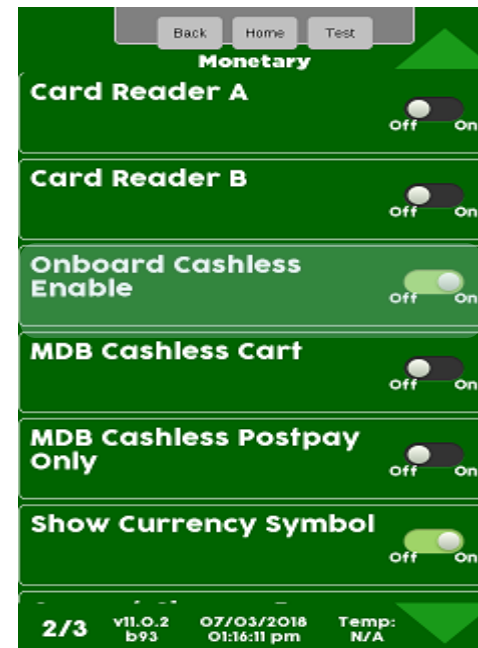 Back Home Test
Monetary
Card Reader A
Off On
Card Reader B
Off On
Onboard Cashless
Enable
Off On
MDB Cashless Cart
Off On
MDB Cashless Postpay
Only
Off On
Show Currency Symbol
Off On
2/3 v11.0.2 07/03/2018 Temp:
b93 01:16:11 pm N/A